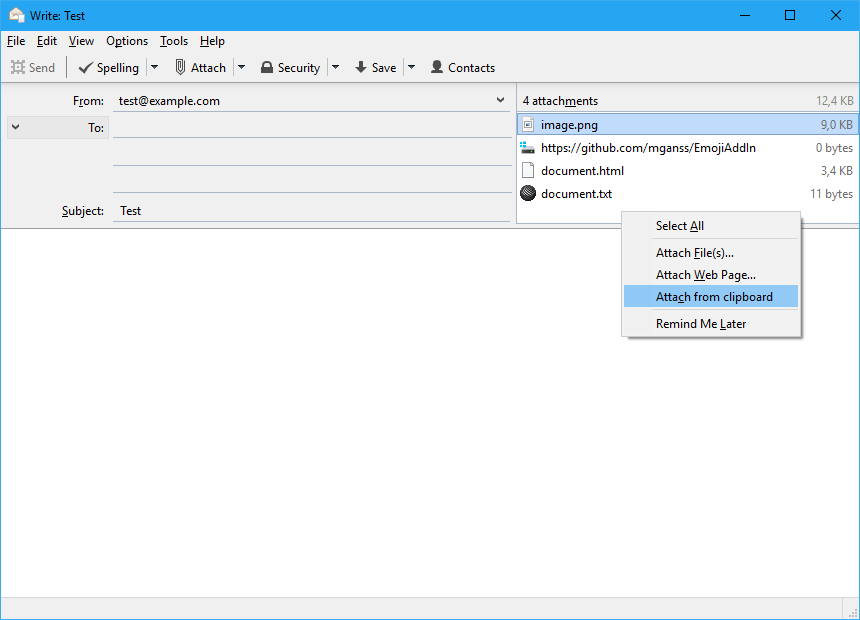 Write: Test
File Edit View Options Tools Help
Send Spelling Attach Security Save Contacts
From: test@example.com
4 attachments 12,4 KB
To:
image.png 9,0 KB
https://github.com/mganss/EmojiAddIn 0 bytes
document.html 3,4 KB
document.txt 11 bytes
Subject: Test
Select All
Attach File(s)...
Attach Web Page...
Attach from clipboard
Remind Me Later